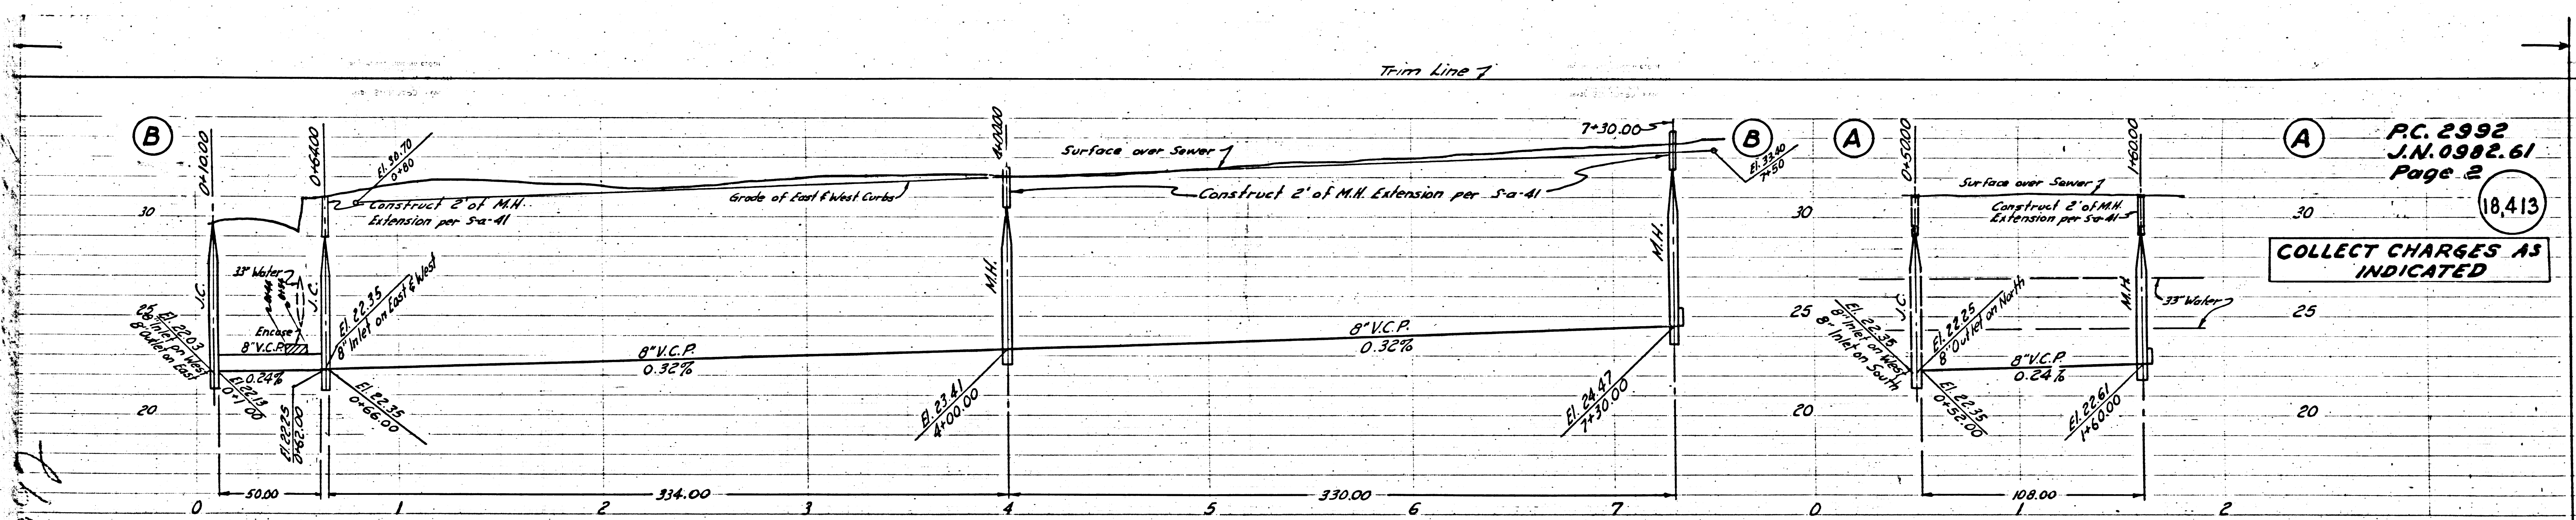 Trim Line
B
0+10.00
0+64.00
El. 30.70
0+80
4+00.00
Surface over Sewer
7+30.00
B
El. 33.40
7+50
Grade of East & West Curbs
Construct 2' of M.H. Extension per S-a-41
Construct 2' of M.H.
Extension per S-a-41
30
J.C.
33" Water
J.C.
El. 22.35
8" Inlet on East & West
M.H.
M.H.
25
El. 22.03
8" Inlet on West
8" Outlet on East
Encase
8" V.C.P.
0.24%
El. 22.13
El. 22.25
0+62.00
El. 22.35
0+66.00
8" V.C.P.
0.32%
El. 23.41
4+00.00
8" V.C.P.
0.32%
El. 24.47
7+30.00
20
50.00
334.00
330.00
0 1 2 3 4 5 6 7
A
0+50.00
1+60.00
A
Surface over Sewer
Construct 2' of M.H.
Extension per S-a-41
30
30
J.C.
M.H.
33" Water
25
25
El. 22.35
8" Inlet on West
8" Inlet on South
El. 22.25
8" Outlet on North
8" V.C.P.
0.24%
El. 22.35
0+52.00
El. 22.61
1+60.00
20
20
108.00
0 1 2
P.C. 2992
J.N. 0982.61
Page 2
18,413
COLLECT CHARGES AS
INDICATED